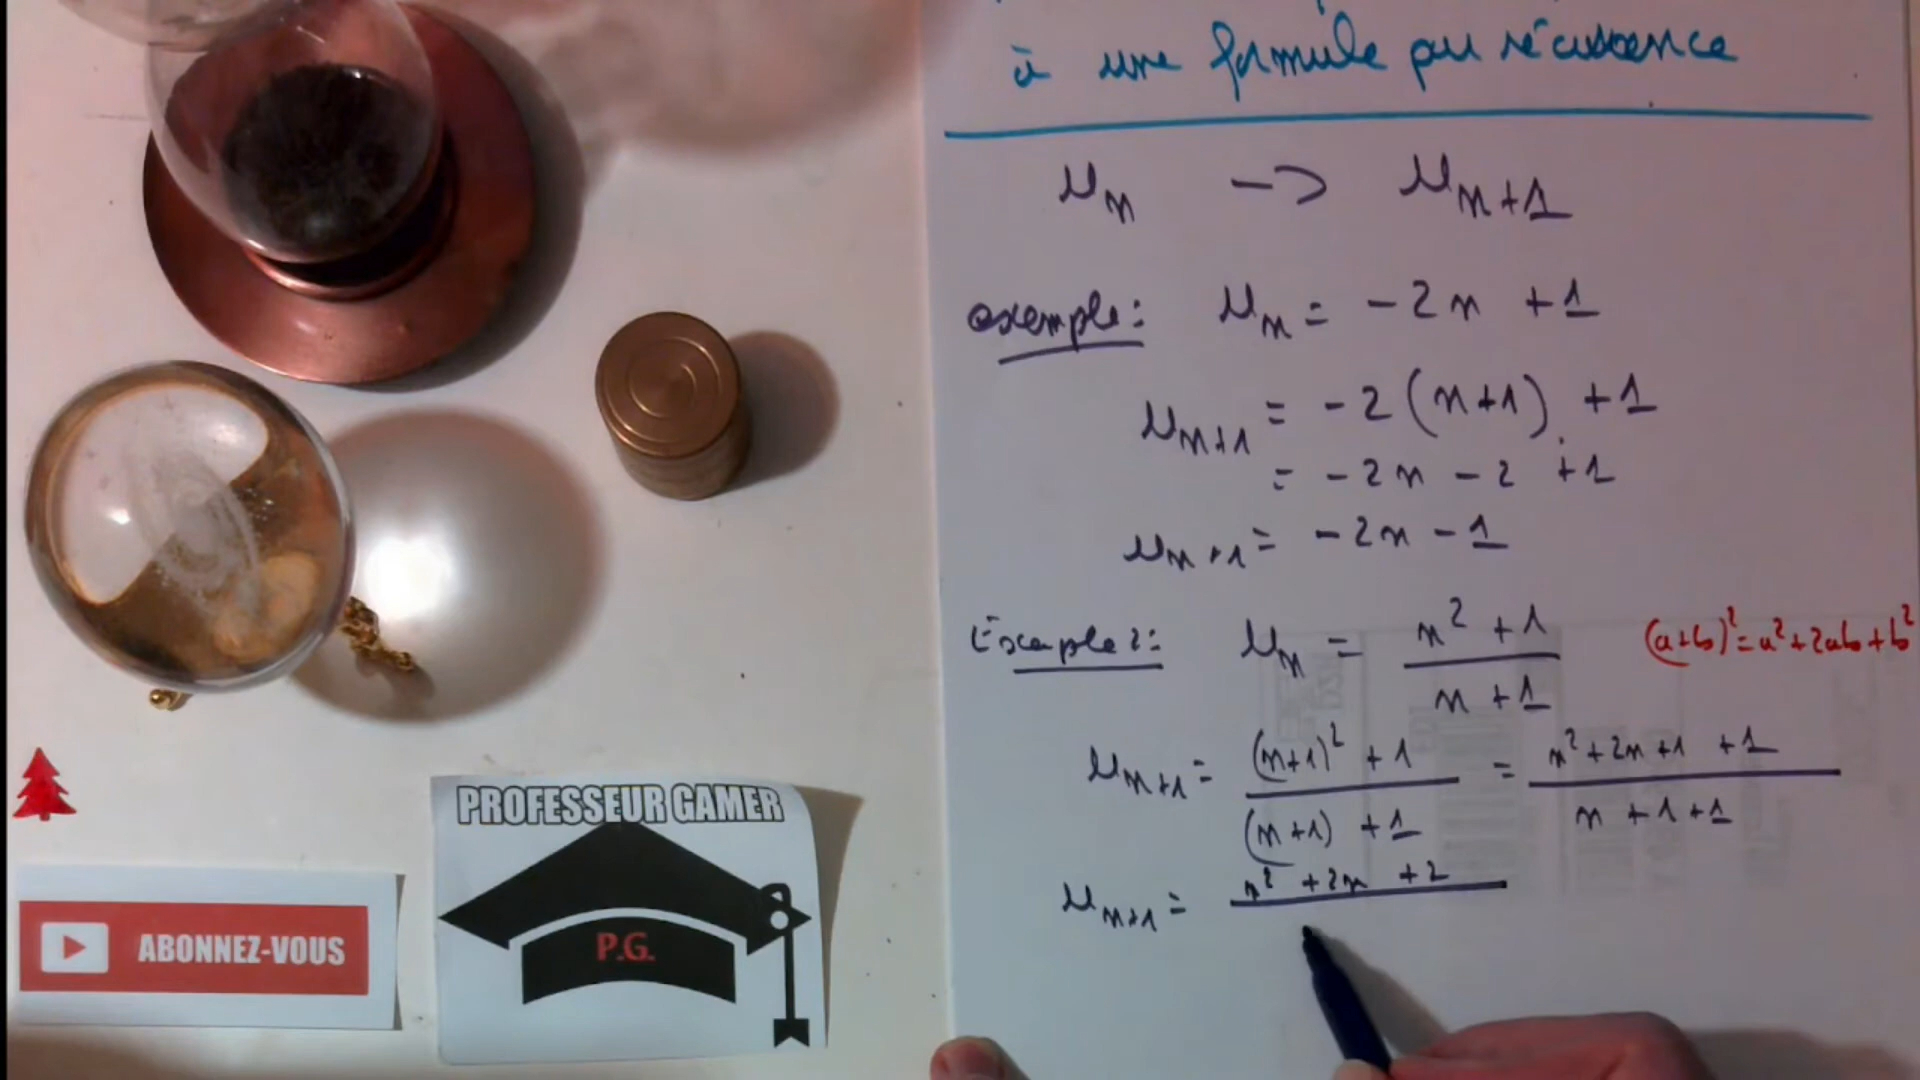 à une formule par récurrence
un -> un+1
exemple: un = -2n + 1
un+1 = -2(n+1) + 1
= -2n - 2 + 1
un+1 = -2n - 1
Exemple 2: un = n² + 1 / n + 1 (a+b)² = a² + 2ab + b²
un+1 = (n+1)² + 1 / (n+1) + 1 = n² + 2n + 1 + 1 / n + 1 + 1
un+1 = n² + 2n + 2
PROFESSEUR GAMER
P.G.
ABONNEZ-VOUS